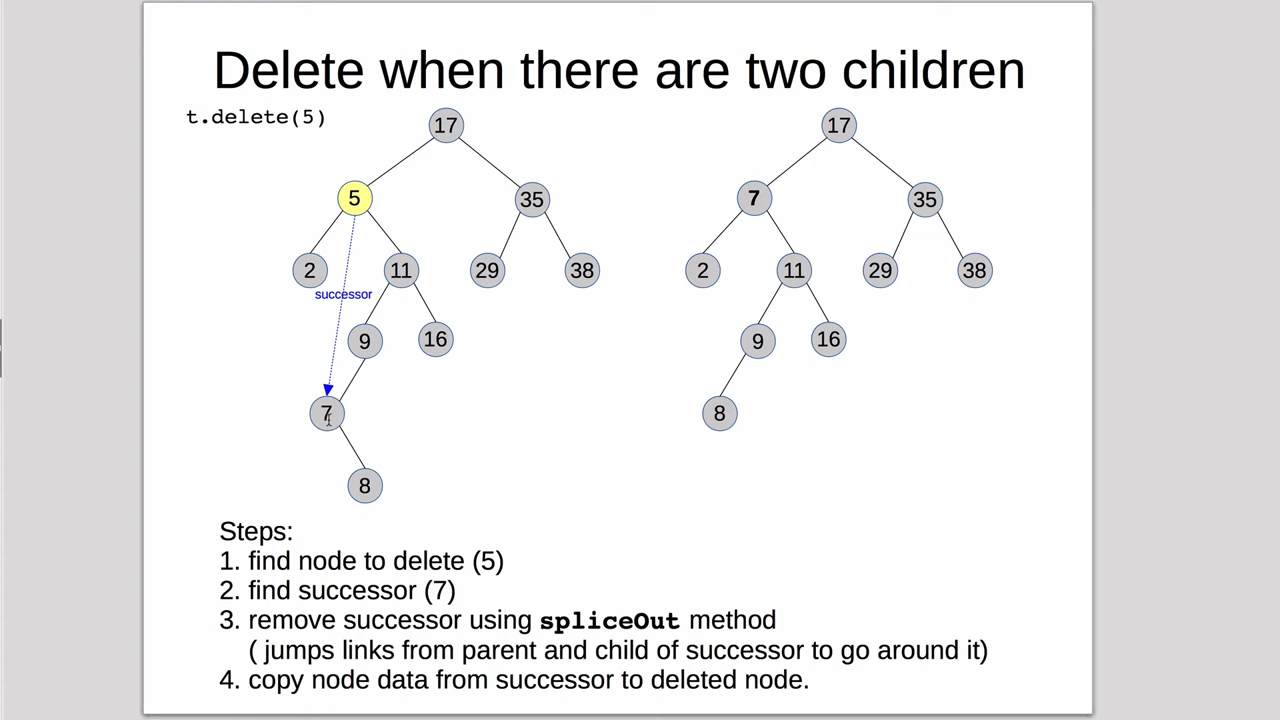 Delete when there are two children
t.delete(5)
17
17
5
35
7
35
2
11
29
38
2
11
29
38
successor
9
16
9
16
7
8
8
Steps:
1. find node to delete (5)
2. find successor (7)
3. remove successor using spliceOut method
( jumps links from parent and child of successor to go around it)
4. copy node data from successor to deleted node.